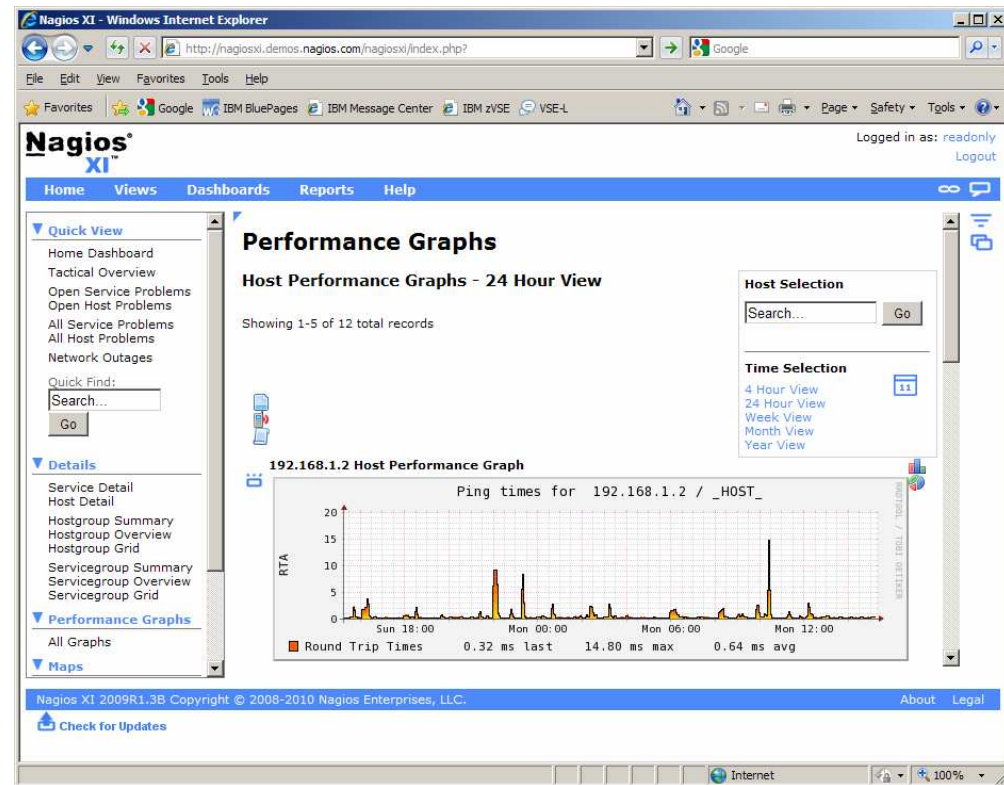 Nagios XI - Windows Internet Explorer
http://nagiosxi.demos.nagios.com/nagiosxi/index.php?
Google
File Edit View Favorites Tools Help
Favorites Google IBM BluePages IBM Message Center IBM zVSE VSE-L Page Safety Tools
Nagios®
XI™
Logged in as: readonly
Logout
Home Views Dashboards Reports Help
Quick View
Home Dashboard
Tactical Overview
Open Service Problems
Open Host Problems
All Service Problems
All Host Problems
Network Outages
Quick Find:
Search...
Go
Details
Service Detail
Host Detail
Hostgroup Summary
Hostgroup Overview
Hostgroup Grid
Servicegroup Summary
Servicegroup Overview
Servicegroup Grid
Performance Graphs
All Graphs
Maps
Performance Graphs
Host Performance Graphs - 24 Hour View
Showing 1-5 of 12 total records
Host Selection
Search...
Go
Time Selection
4 Hour View
24 Hour View
Week View
Month View
Year View
11
192.168.1.2 Host Performance Graph
Ping times for 192.168.1.2 / _HOST_
RRDTOOL / TOBI OETIKER
RTA
20
15
10
5
0
Sun 18:00 Mon 00:00 Mon 06:00 Mon 12:00
Round Trip Times 0.32 ms last 14.80 ms max 0.64 ms avg
Nagios XI 2009R1.3B Copyright © 2008-2010 Nagios Enterprises, LLC.
About Legal
Check for Updates
Internet
100%